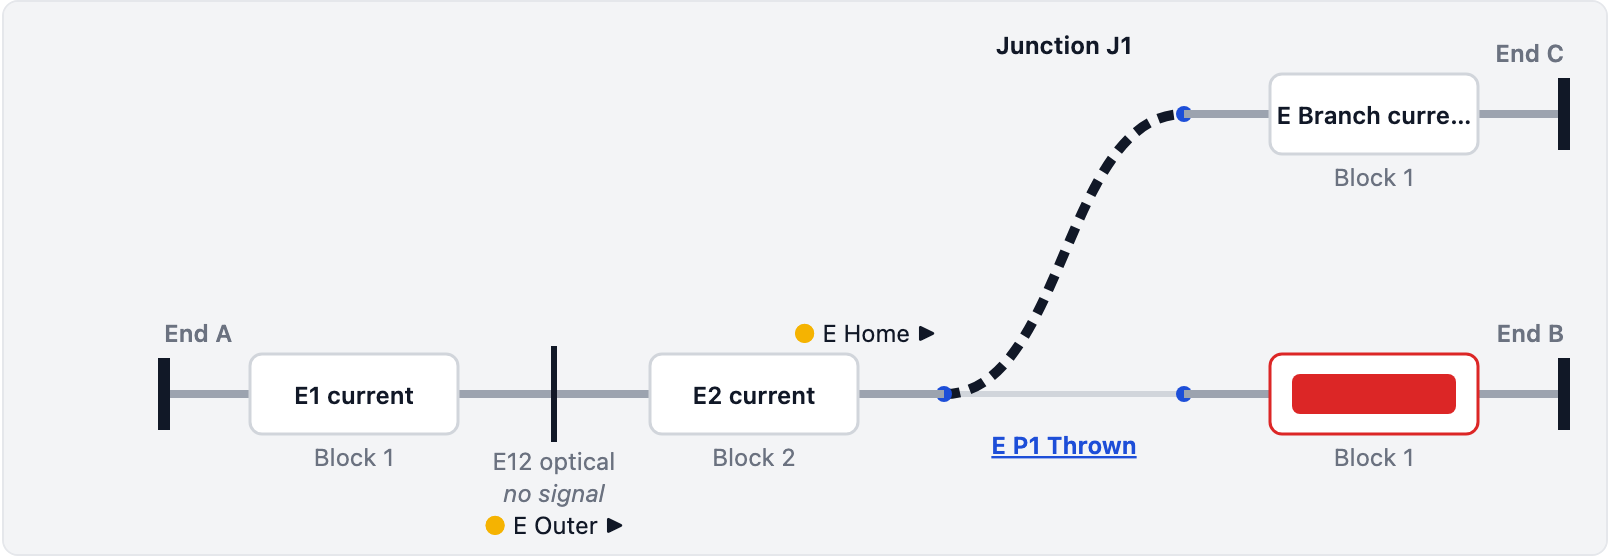 Junction J1
End C
E Branch curre...
Block 1
End A
E Home
End B
E1 current
E2 current
Block 1
E12 optical
no signal
E Outer
Block 2
E P1 Thrown
Block 1